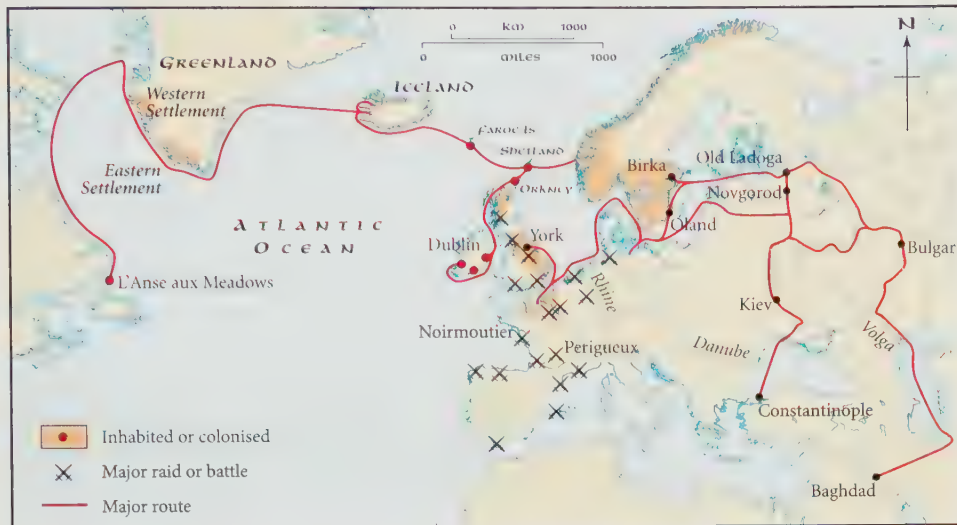 0 KM 1000
MILES 1000
N
GREENLAND
Western
Settlement
Eastern
Settlement
ICELAND
FAROE IS
SHETLAND
ORKNEY
ATLANTIC
OCEAN
Dublin
York
Birka
Old Ladoga
Novgorod
Öland
Bulgar
L'Anse aux Meadows
Rhine
Kiev
Noirmoutier
Perigueux
Danube
Volga
Constantinople
Baghdad
Inhabited or colonised
Major raid or battle
Major route